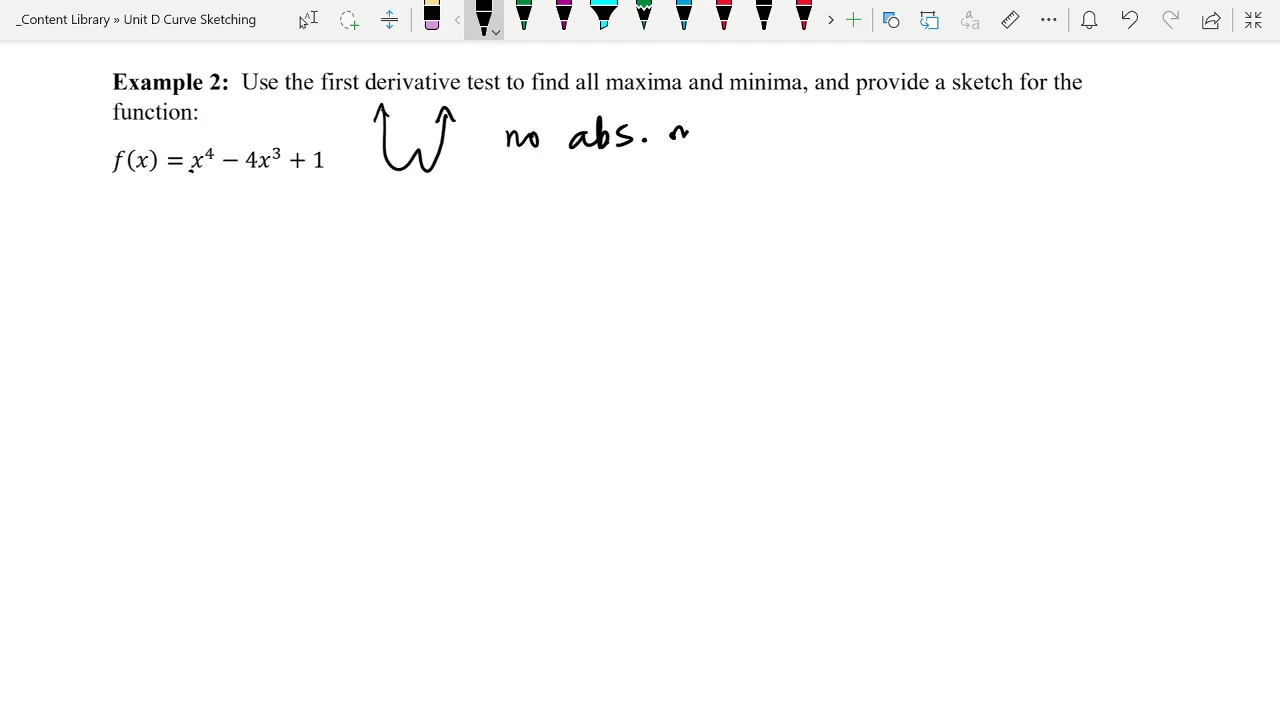 _Content Library » Unit D Curve Sketching
Example 2: Use the first derivative test to find all maxima and minima, and provide a sketch for the
function:
no abs.
f(x) = x⁴ − 4x³ + 1